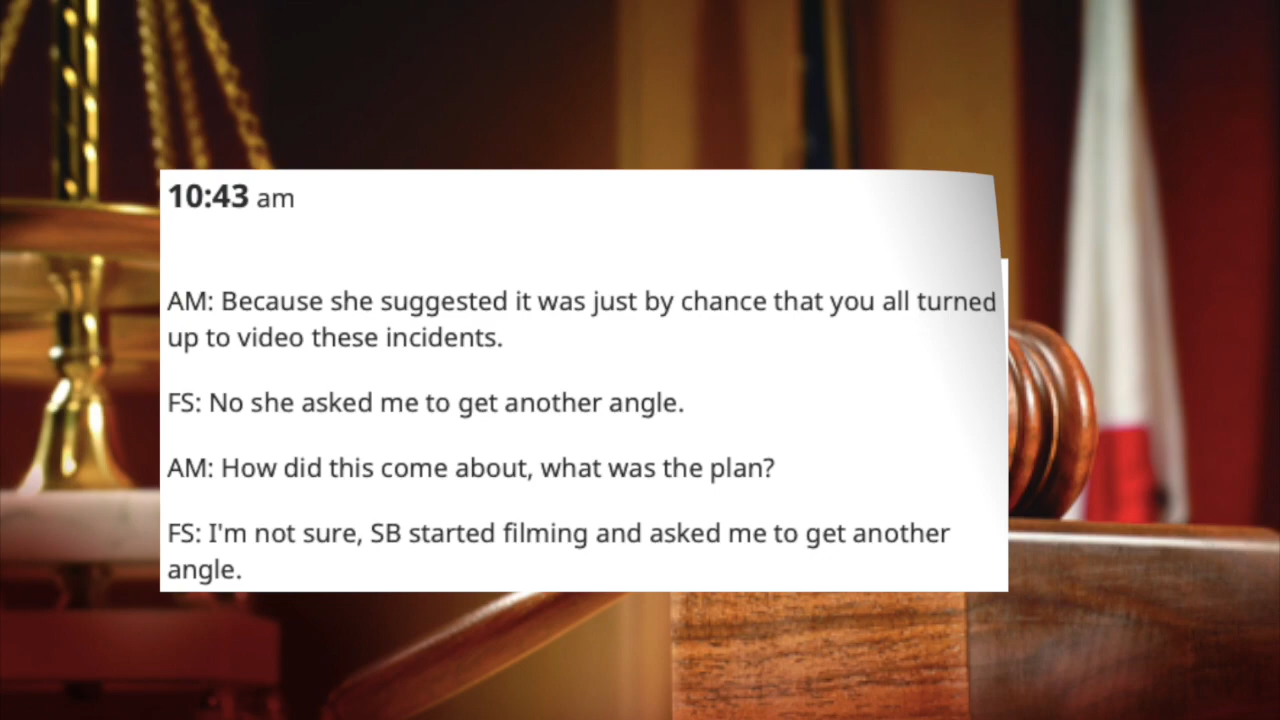 10:43 am
AM: Because she suggested it was just by chance that you all turned
up to video these incidents.
FS: No she asked me to get another angle.
AM: How did this come about, what was the plan?
FS: I'm not sure, SB started filming and asked me to get another
angle.